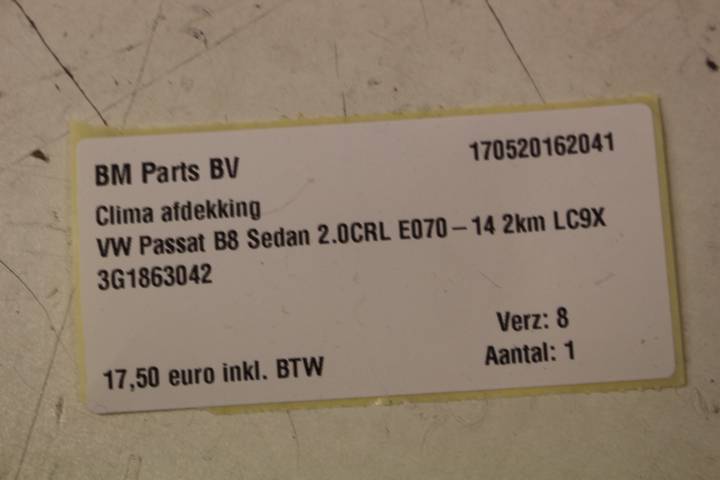 BM Parts BV 170520162041
Clima afdekking
VW Passat B8 Sedan 2.0CRL E070-14 2km LC9X
3G1863042
Verz: 8
17,50 euro inkl. BTW Aantal: 1